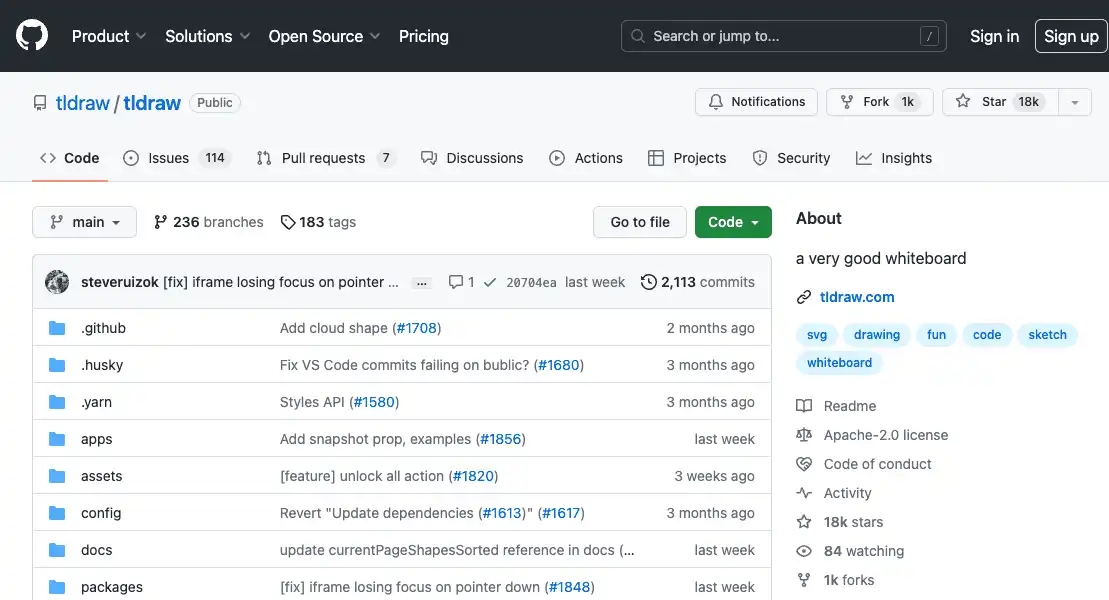 Product Solutions Open Source Pricing Search or jump to... / Sign in Sign up
tldraw / tldraw Public Notifications Fork 1k Star 18k
Code Issues 114 Pull requests 7 Discussions Actions Projects Security Insights
main 236 branches 183 tags Go to file Code
steveruizok [fix] iframe losing focus on pointer … ... 1 20704ea last week 2,113 commits
.github Add cloud shape (#1708) 2 months ago
.husky Fix VS Code commits failing on bublic? (#1680) 3 months ago
.yarn Styles API (#1580) 3 months ago
apps Add snapshot prop, examples (#1856) last week
assets [feature] unlock all action (#1820) 3 weeks ago
config Revert "Update dependencies (#1613)" (#1617) 3 months ago
docs update currentPageShapesSorted reference in docs (… last week
packages [fix] iframe losing focus on pointer down (#1848) last week
About
a very good whiteboard
tldraw.com
svg drawing fun code sketch
whiteboard
Readme
Apache-2.0 license
Code of conduct
Activity
18k stars
84 watching
1k forks